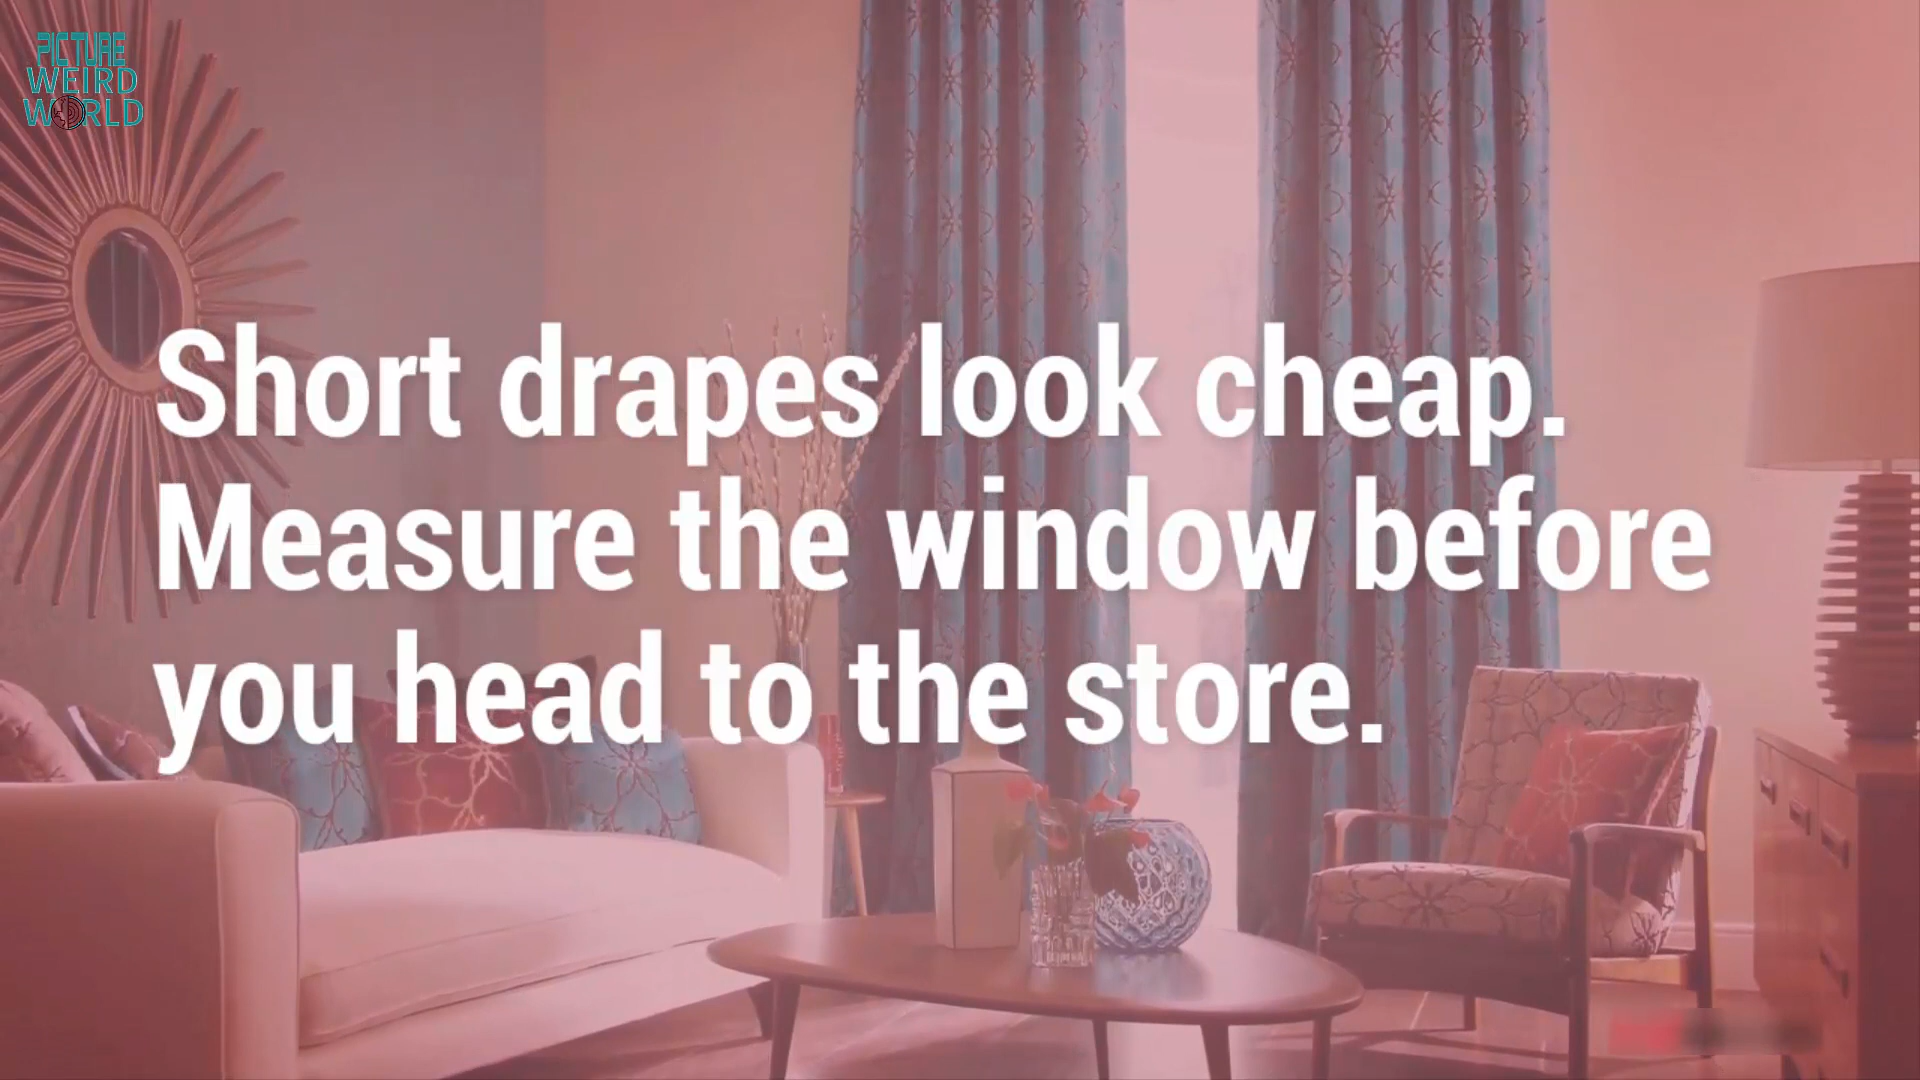 PICTURE
WEIRD
WORLD
Short drapes look cheap.
Measure the window before
you head to the store.